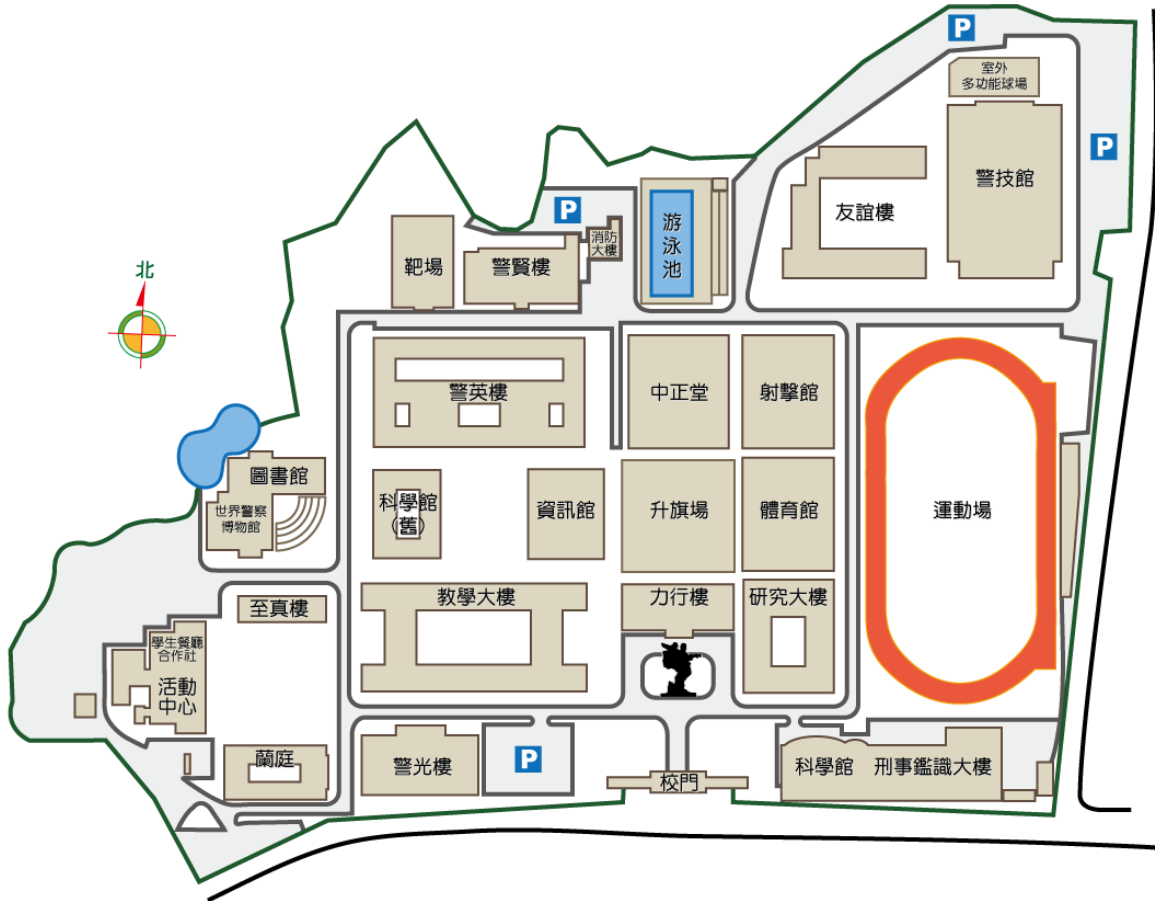 P
室外
多功能球場
P
警技館
友誼樓
P
消防
大樓
游
泳
池
靶場
警賢樓
北
警英樓
中正堂
射擊館
圖書館
世界警察
博物館
科學館
(舊)
資訊館
升旗場
體育館
運動場
至真樓
教學大樓
力行樓
研究大樓
學生餐廳
合作社
活動
中心
蘭庭
警光樓
P
校門
科學館
刑事鑑識大樓